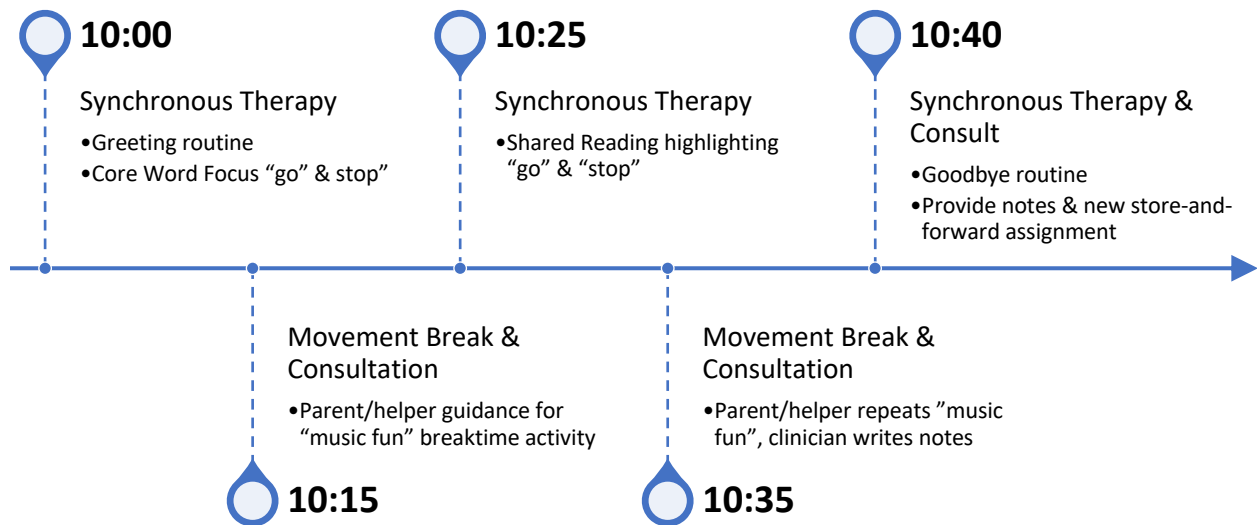 10:00
Synchronous Therapy
•Greeting routine
•Core Word Focus “go” & stop”
10:15
Movement Break &
Consultation
•Parent/helper guidance for
“music fun” breaktime activity
10:25
Synchronous Therapy
•Shared Reading highlighting
“go” & “stop”
10:35
Movement Break &
Consultation
•Parent/helper repeats ”music
fun”, clinician writes notes
10:40
Synchronous Therapy &
Consult
•Goodbye routine
•Provide notes & new store-and-
forward assignment